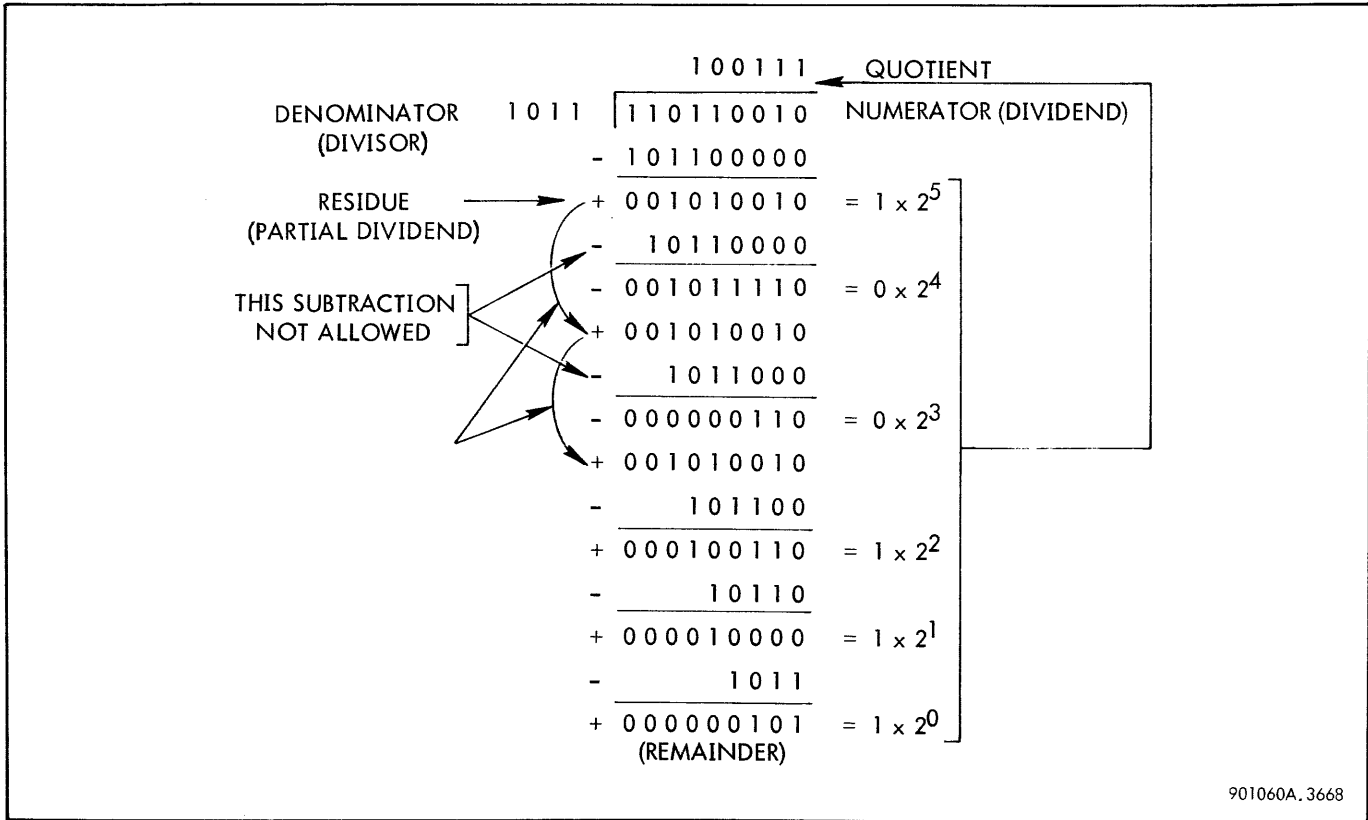 100111 QUOTIENT
DENOMINATOR (DIVISOR) 1011 110110010 NUMERATOR (DIVIDEND)
- 101100000
RESIDUE (PARTIAL DIVIDEND) + 001010010 = 1 x 2^5
- 10110000
THIS SUBTRACTION NOT ALLOWED
- 001011110 = 0 x 2^4
+ 001010010
- 1011000
- 000000110 = 0 x 2^3
+ 001010010
- 101100
+ 000100110 = 1 x 2^2
- 10110
+ 000010000 = 1 x 2^1
- 1011
+ 000000101 = 1 x 2^0
(REMAINDER)
901060A.3668